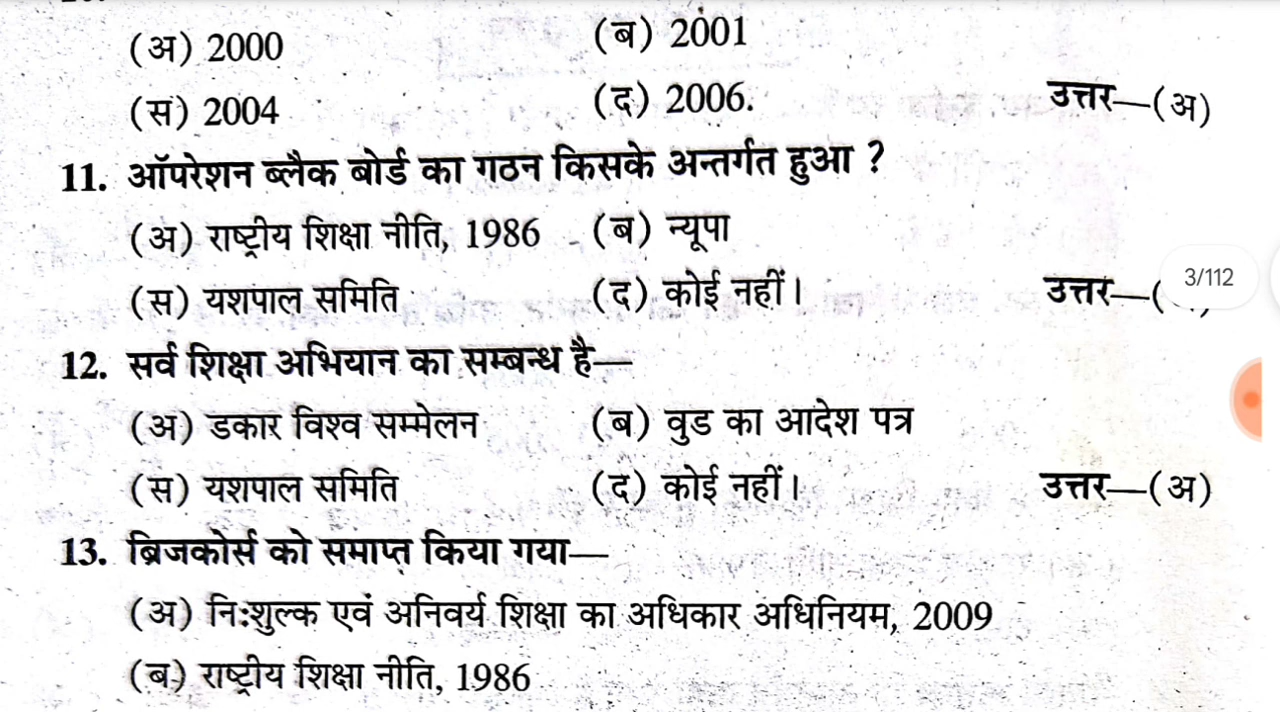 (अ) 2000 (ब) 2001
(स) 2004 (द) 2006. उत्तर—(अ)
11. ऑपरेशन ब्लैक बोर्ड का गठन किसके अन्तर्गत हुआ ?
(अ) राष्ट्रीय शिक्षा नीति, 1986 (ब) न्यूपा
(स) यशपाल समिति (द) कोई नहीं। उत्तर—(
3/112
12. सर्व शिक्षा अभियान का सम्बन्ध है—
(अ) डकार विश्व सम्मेलन (ब) वुड का आदेश पत्र
(स) यशपाल समिति (द) कोई नहीं। उत्तर—(अ)
13. ब्रिजकोर्स को समाप्त किया गया—
(अ) नि:शुल्क एवं अनिवर्य शिक्षा का अधिकार अधिनियम, 2009
(ब) राष्ट्रीय शिक्षा नीति, 1986